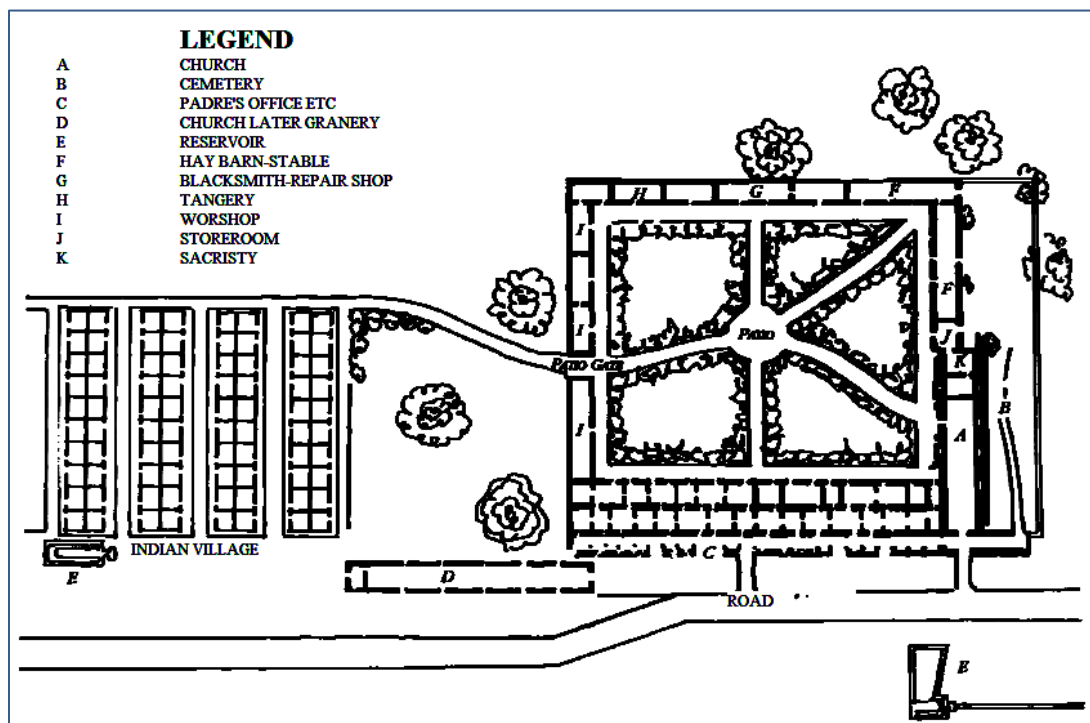 LEGEND
A CHURCH
B CEMETERY
C PADRE'S OFFICE ETC
D CHURCH LATER GRANERY
E RESERVOIR
F HAY BARN-STABLE
G BLACKSMITH-REPAIR SHOP
H TANGERY
I WORSHOP
J STOREROOM
K SACRISTY
H G F
I
F
I J
PATIO
PATIO GATE K
B
I A
INDIAN VILLAGE C
E D
ROAD
E